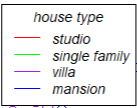 house type
studio
single family
villa
mansion